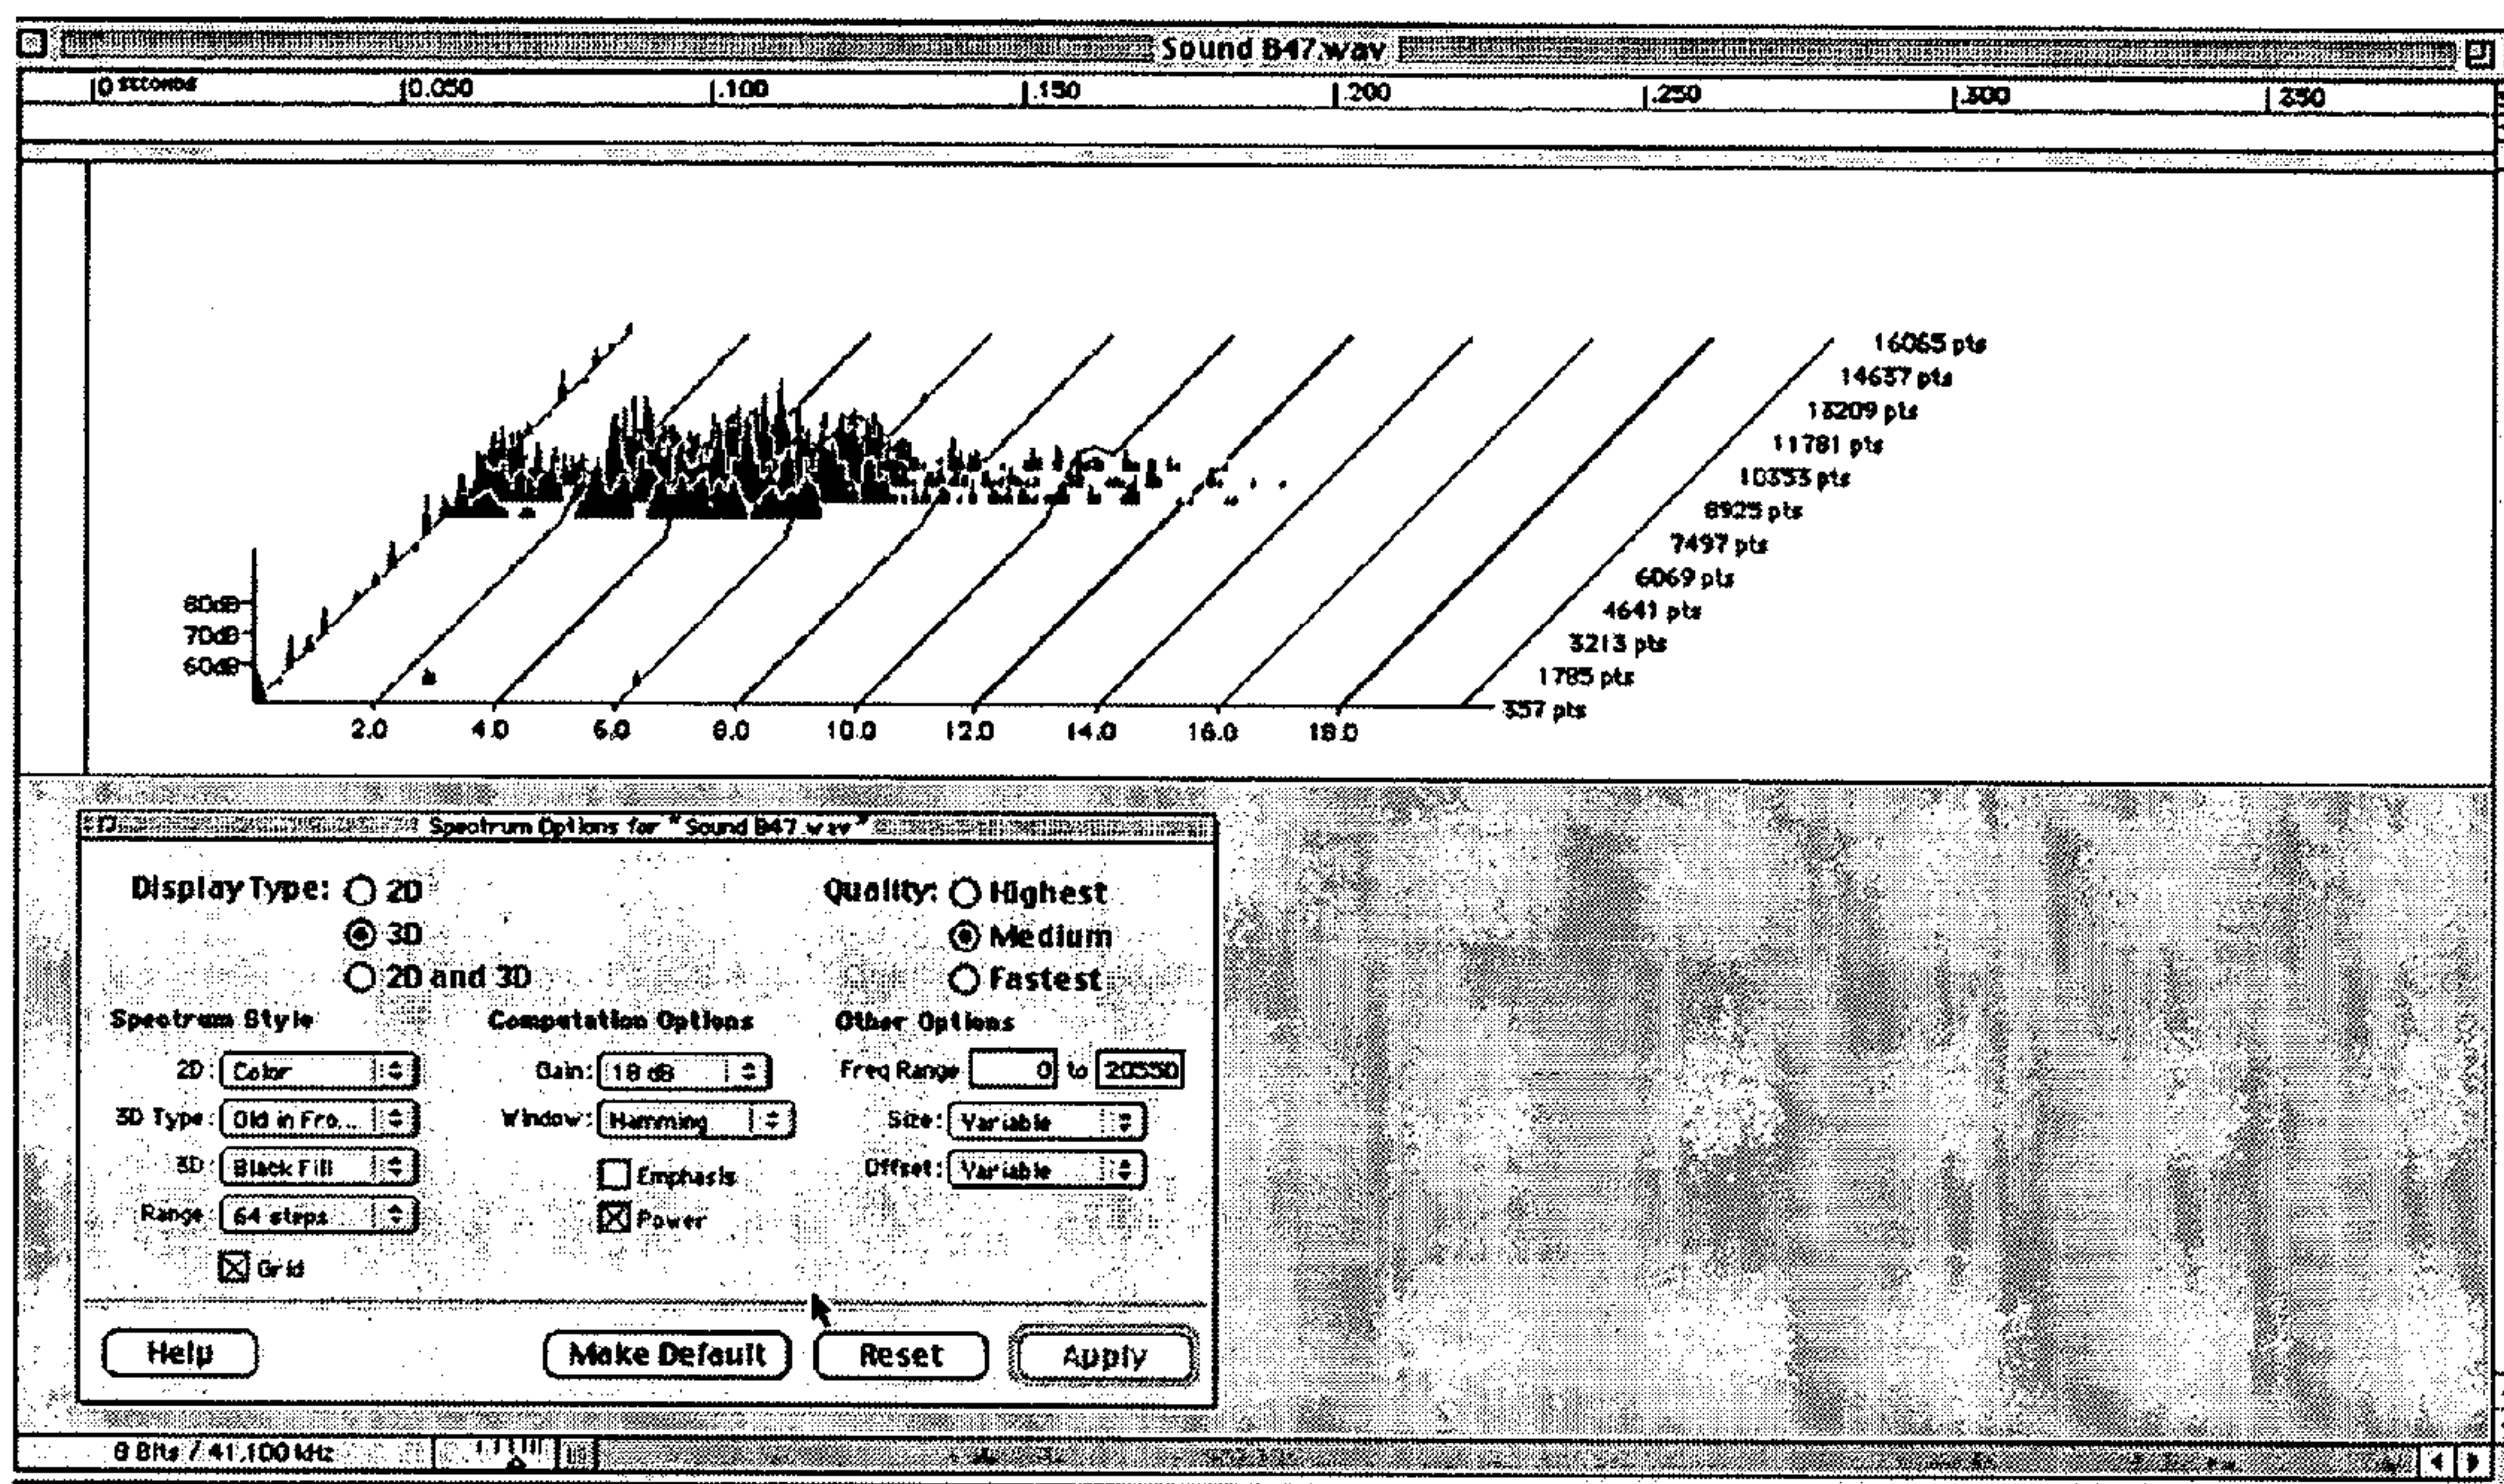 Sound B47.wav
0 seconds 0.050 .100 .150 .200 .250 .300 .350
16065 pts
14637 pts
13209 pts
11781 pts
10353 pts
8925 pts
7497 pts
6069 pts
4641 pts
3213 pts
1785 pts
357 pts
80dB
70dB
60dB
2.0 4.0 6.0 8.0 10.0 12.0 14.0 16.0 18.0
Spectrum Options for "Sound B47.wav"
Display Type: 2D
3D
2D and 3D
Quality: Highest
Medium
Fastest
Spectrum Style
2D: Color
3D Type: Old in Fro...
3D: Black Fill
Range: 64 steps
Grid
Computation Options
Gain: 18 dB
Window: Hamming
Emphasis
Power
Other Options
Freq Range 0 to 20550
Size: Variable
Offset: Variable
Help Make Default Reset Apply
8 Bits / 41.100 kHz